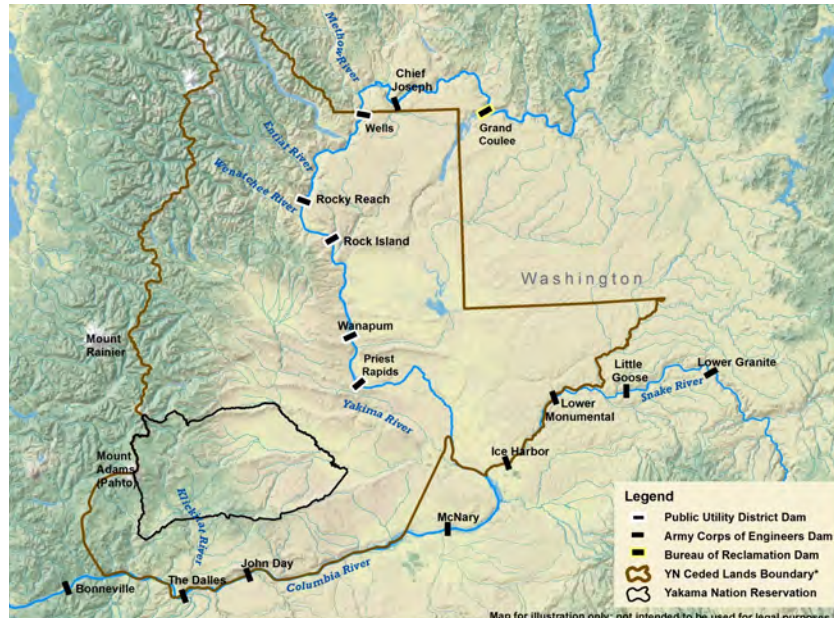 Methow River
Chief
Joseph
Wells
Grand
Coulee
Entiat River
Wenatchee River
Rocky Reach
Rock Island
Washington
Wanapum
Mount
Rainier
Priest
Rapids
Little
Goose
Lower Granite
Snake River
Lower
Monumental
Yakima River
Ice Harbor
Mount
Adams
(Pahto)
Klickitat River
McNary
John Day
Columbia River
The Dalles
Bonneville
Legend
Public Utility District Dam
Army Corps of Engineers Dam
Bureau of Reclamation Dam
YN Ceded Lands Boundary*
Yakama Nation Reservation
Map for illustration only; not intended to be used for legal purposes